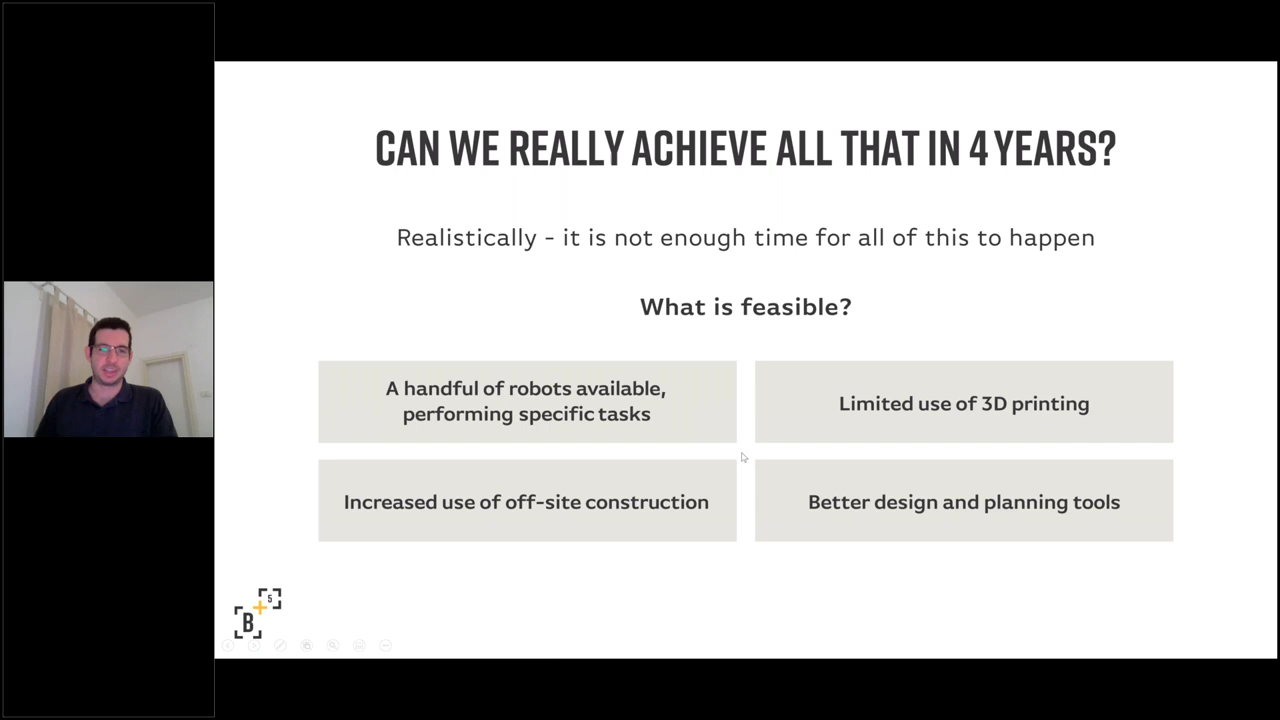 CAN WE REALLY ACHIEVE ALL THAT IN 4 YEARS?
Realistically - it is not enough time for all of this to happen
What is feasible?
A handful of robots available,
performing specific tasks
Limited use of 3D printing
Increased use of off-site construction
Better design and planning tools
5
B